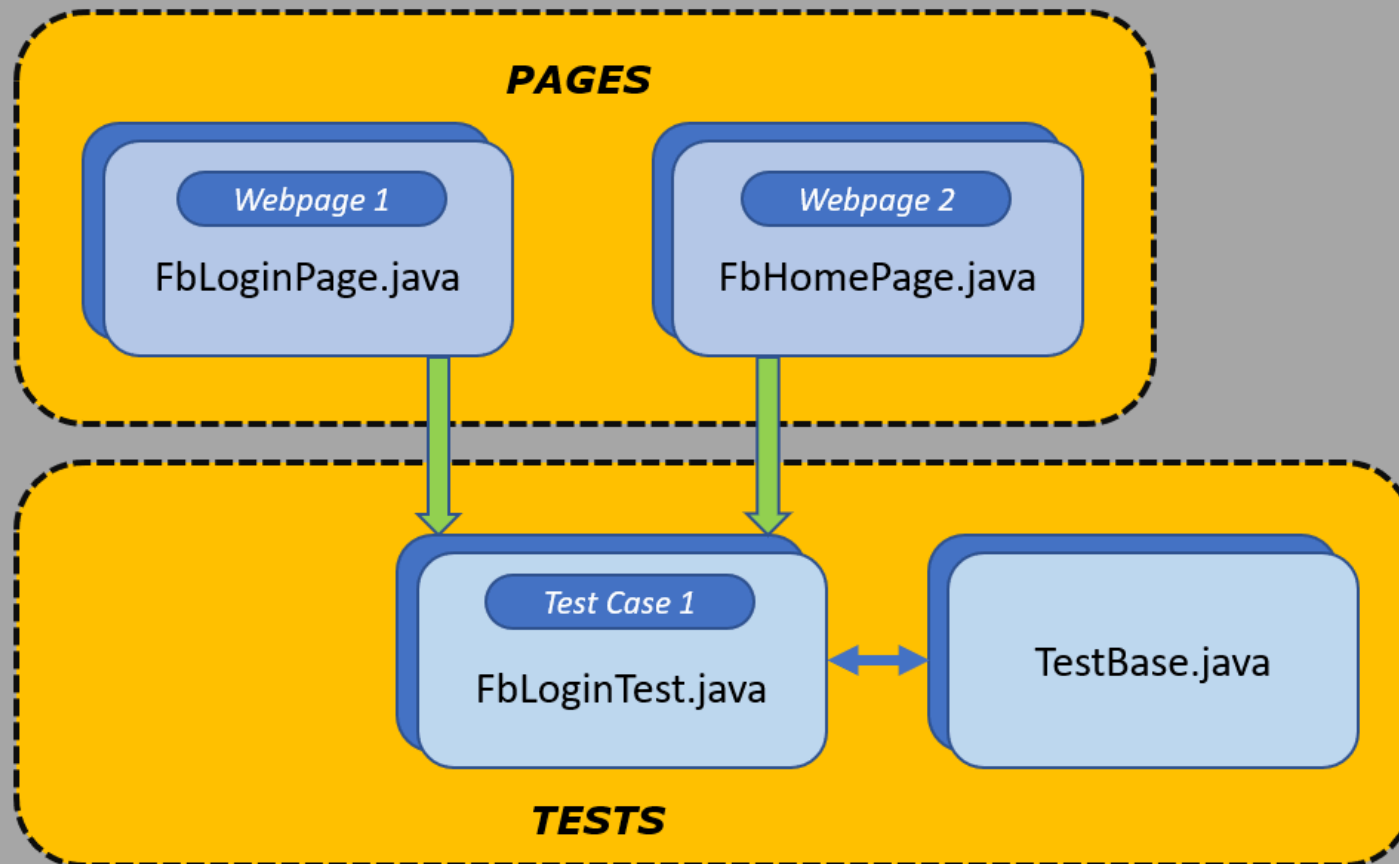 PAGES
Webpage 1
FbLoginPage.java
Webpage 2
FbHomePage.java
Test Case 1
FbLoginTest.java
TestBase.java
TESTS